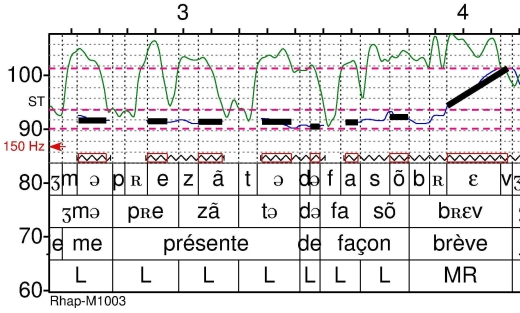 3 4
100
ST
90
150 Hz
80
ʒ m ə p ʀ e z ã t ə d ə f a s õ b ʀ ɛ v ʒ
ʒmə pʀe zã tə də fa sõ bʀɛv
70
e me présente de façon brève
L L L L L L L MR
60
Rhap-M1003